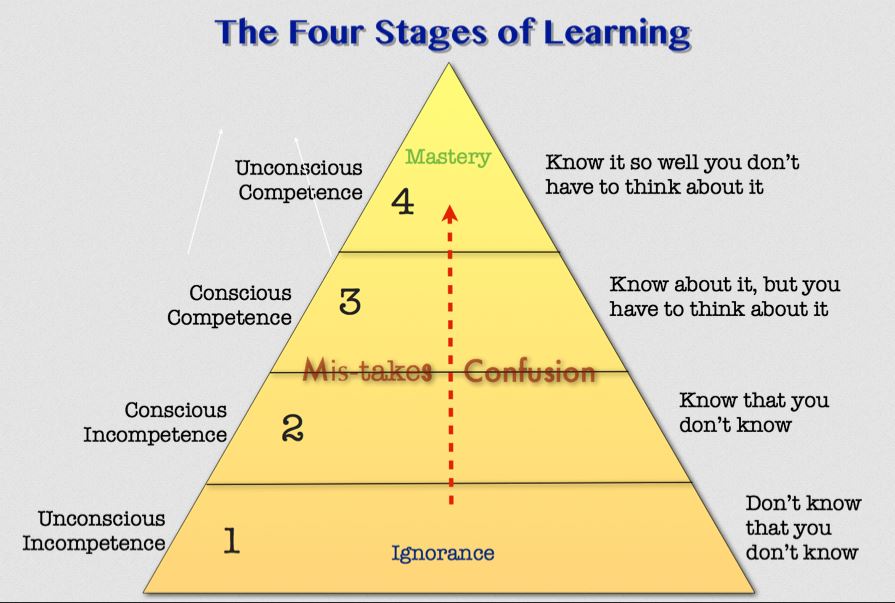 The Four Stages of Learning
Mastery
Unconscious
Competence
4
Know it so well you don't
have to think about it
Conscious
Competence
3
Know about it, but you
have to think about it
Mis-takes Confusion
Conscious
Incompetence
2
Know that you
don't know
Unconscious
Incompetence
1
Ignorance
Don't know
that you
don't know